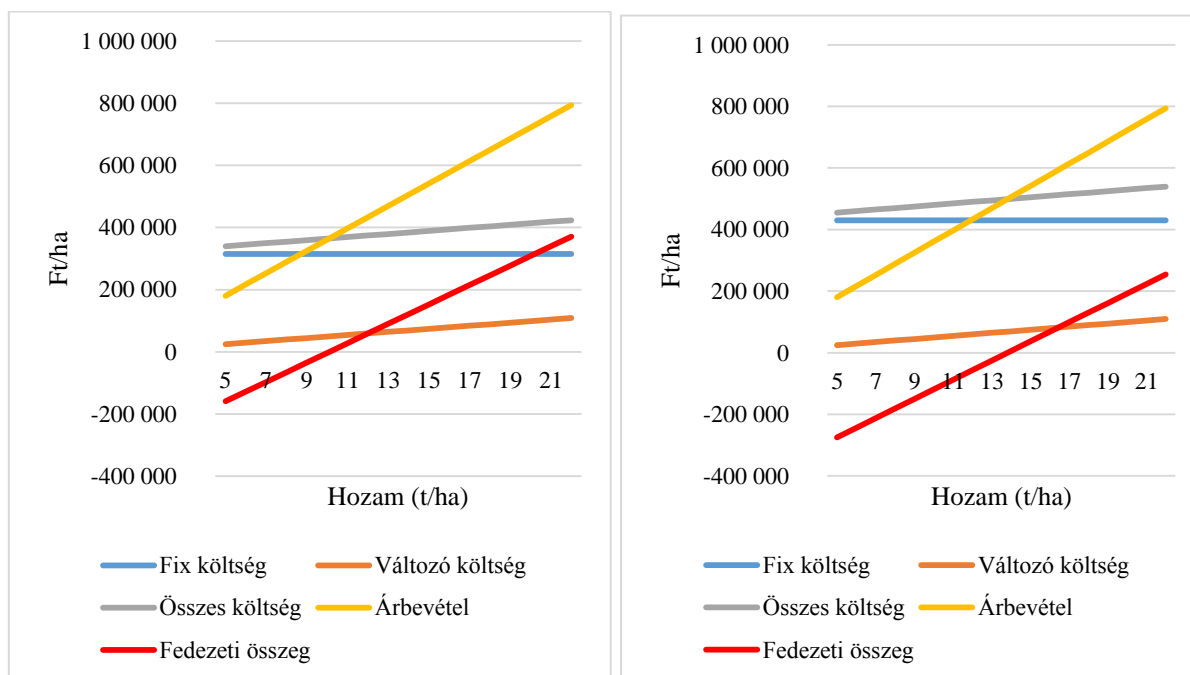 1 000 000
800 000
600 000
400 000
200 000
0
-200 000
-400 000
Ft/ha
5 7 9 11 13 15 17 19 21
Hozam (t/ha)
Fix költség Változó költség
Összes költség Árbevétel
Fedezeti összeg
1 000 000
800 000
600 000
400 000
200 000
0
-200 000
-400 000
Ft/ha
5 7 9 11 13 15 17 19 21
Hozam (t/ha)
Fix költség Változó költség
Összes költség Árbevétel
Fedezeti összeg